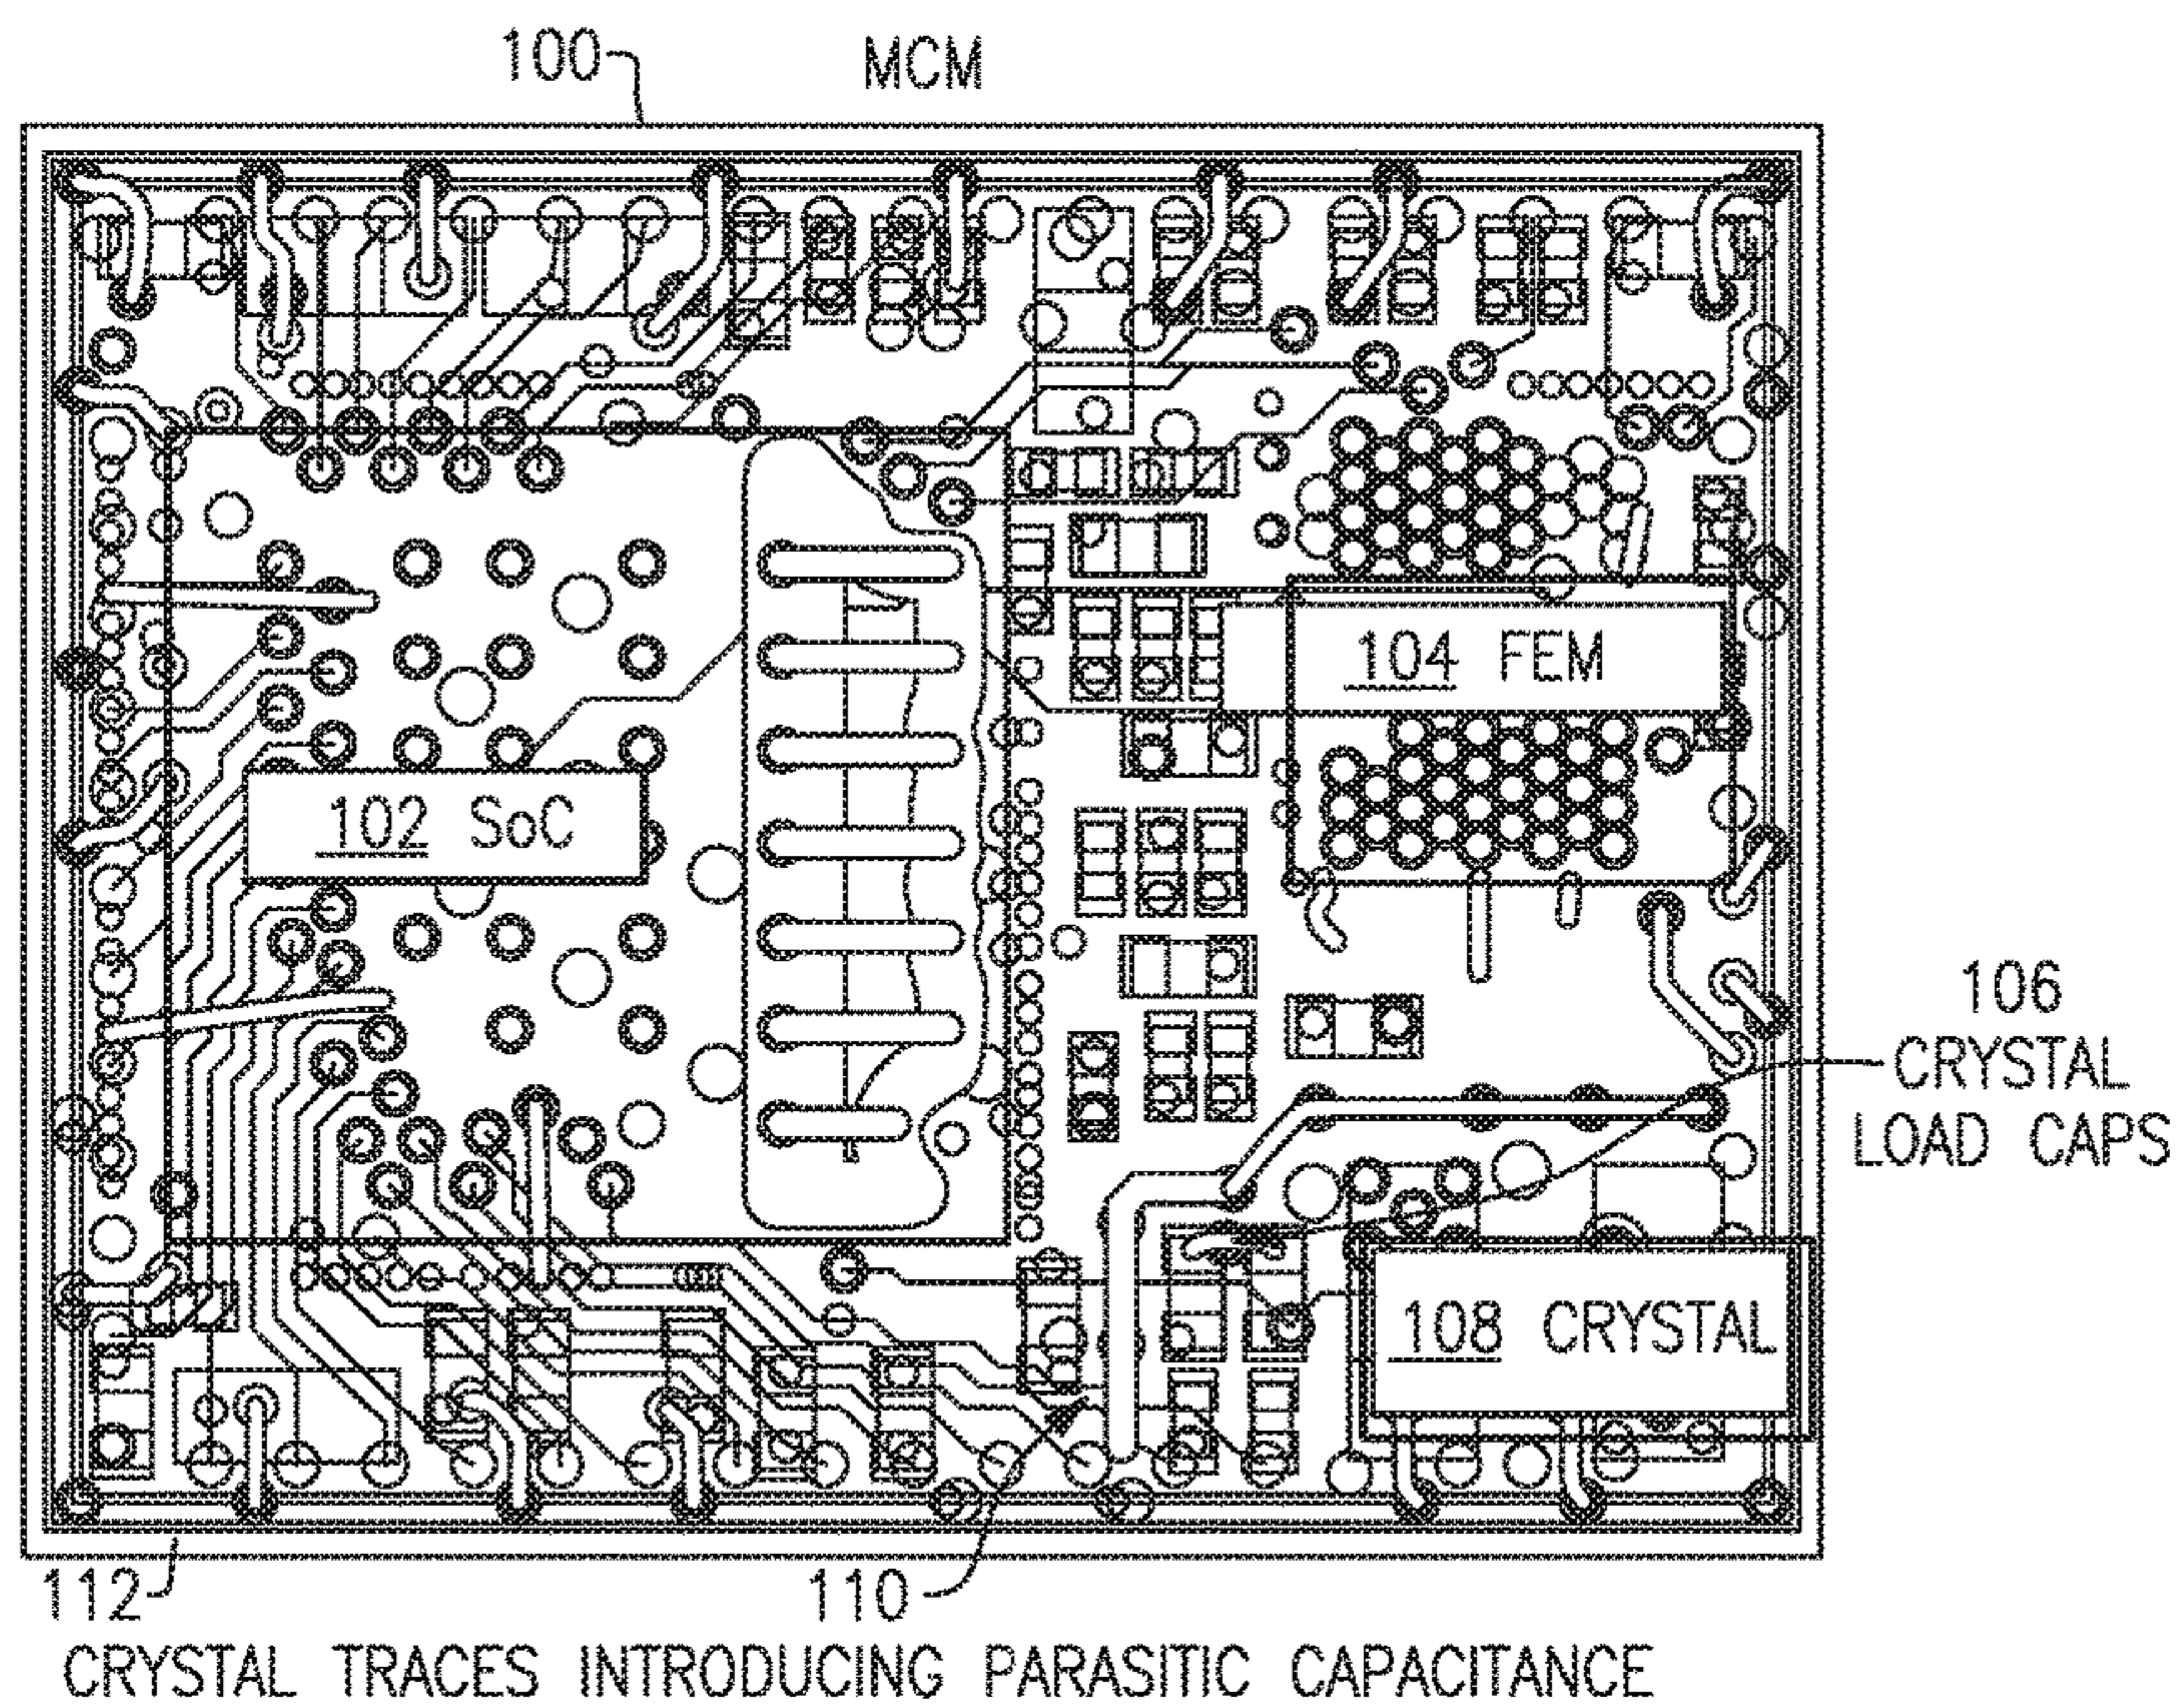 100 MCM
104 FEM
102 SoC
106
CRYSTAL
LOAD CAPS
108 CRYSTAL
112 110
CRYSTAL TRACES INTRODUCING PARASITIC CAPACITANCE